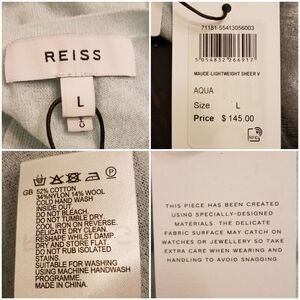 REISS
L
L
71181-55413056003
5 054832 266917
MAUDE-LIGHTWEIGHT SHEER V
AQUA
Size L
Price $ 145.00
GB 52% COTTON
34%NYLON 14% WOOL
COLD HAND WASH
INSIDE OUT.
DO NOT BLEACH.
DO NOT TUMBLE DRY.
COOL IRON ON REVERSE.
DELICATE DRY CLEAN.
RESHAPE WHILST DAMP.
DRY AND STORE FLAT.
DO NOT RUB ISOLATED
STAINS.
SUITABLE FOR WASHING
USING MACHINE HANDWASH
PROGRAMME.
MADE IN CHINA.
THIS PIECE HAS BEEN CREATED
USING SPECIALLY-DESIGNED
MATERIALS. THE DELICATE
FABRIC SURFACE MAY CATCH ON
WATCHES OR JEWELLERY SO TAKE
EXTRA CARE WHEN WEARING AND
HANDLING TO AVOID SNAGGING.